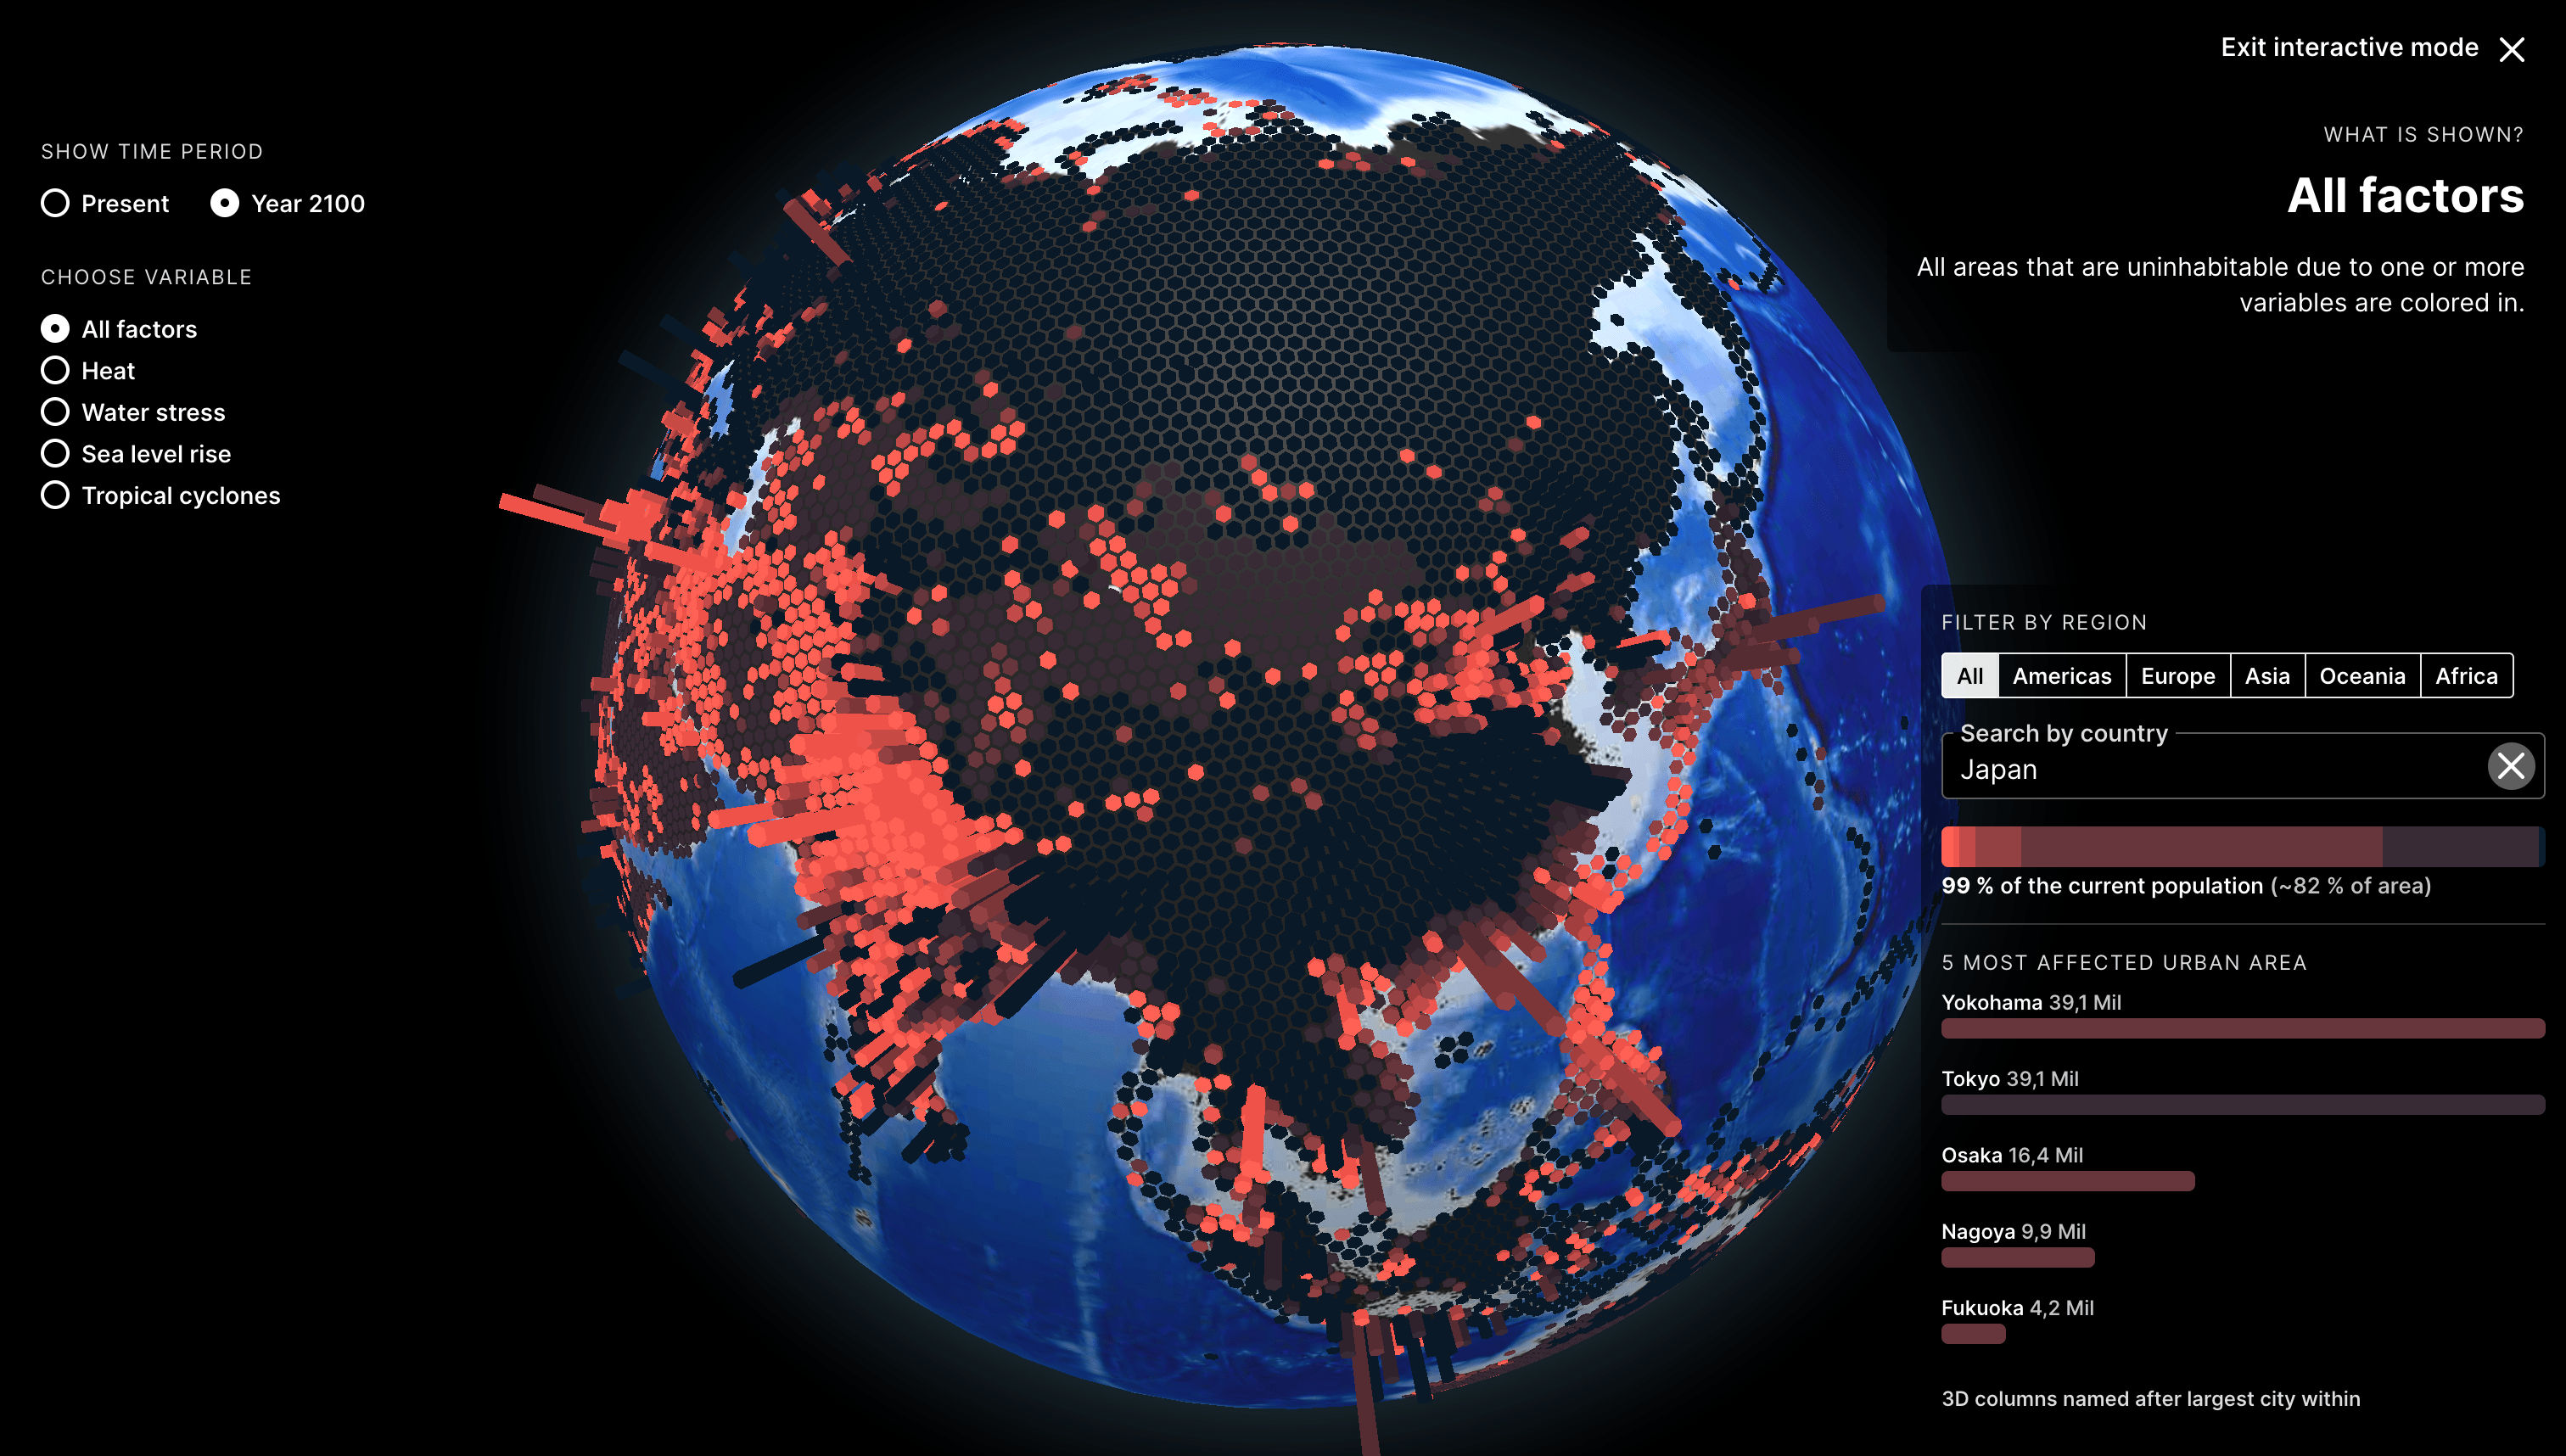 Exit interactive mode
SHOW TIME PERIOD
Present
Year 2100
CHOOSE VARIABLE
All factors
Heat
Water stress
Sea level rise
Tropical cyclones
WHAT IS SHOWN?
All factors
All areas that are uninhabitable due to one or more
variables are colored in.
FILTER BY REGION
All
Americas
Europe
Asia
Oceania
Africa
Search by country
Japan
99 % of the current population (~82 % of area)
5 MOST AFFECTED URBAN AREA
Yokohama 39,1 Mil
Tokyo 39,1 Mil
Osaka 16,4 Mil
Nagoya 9,9 Mil
Fukuoka 4,2 Mil
3D columns named after largest city within